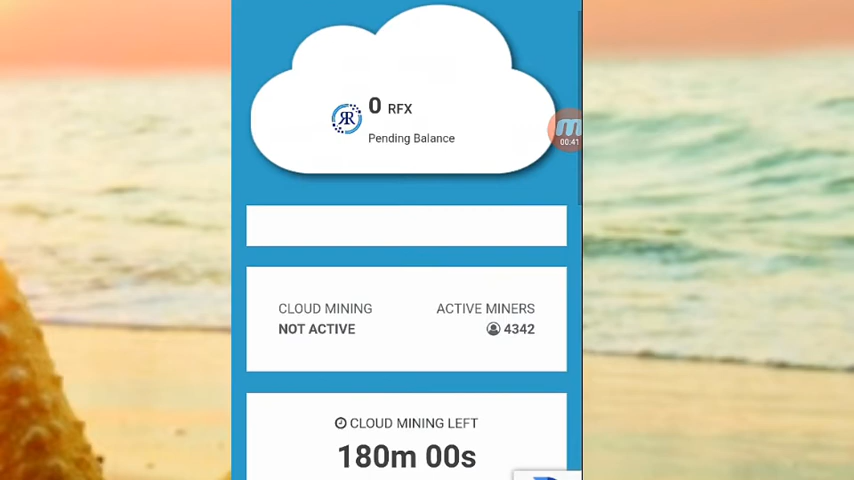 0 RFX
Pending Balance
00:41
CLOUD MINING
NOT ACTIVE
ACTIVE MINERS
4342
CLOUD MINING LEFT
180m 00s